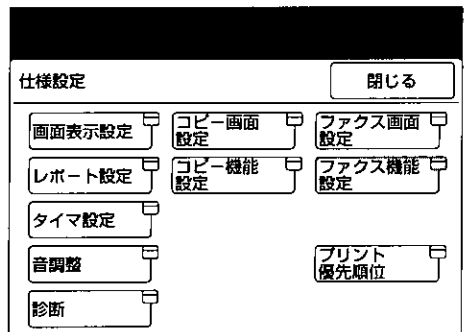 仕様設定
閉じる
画面表示設定
コピー画面
設定
ファクス画面
設定
レポート設定
コピー機能
設定
ファクス機能
設定
タイマ設定
音調整
プリント
優先順位
診断